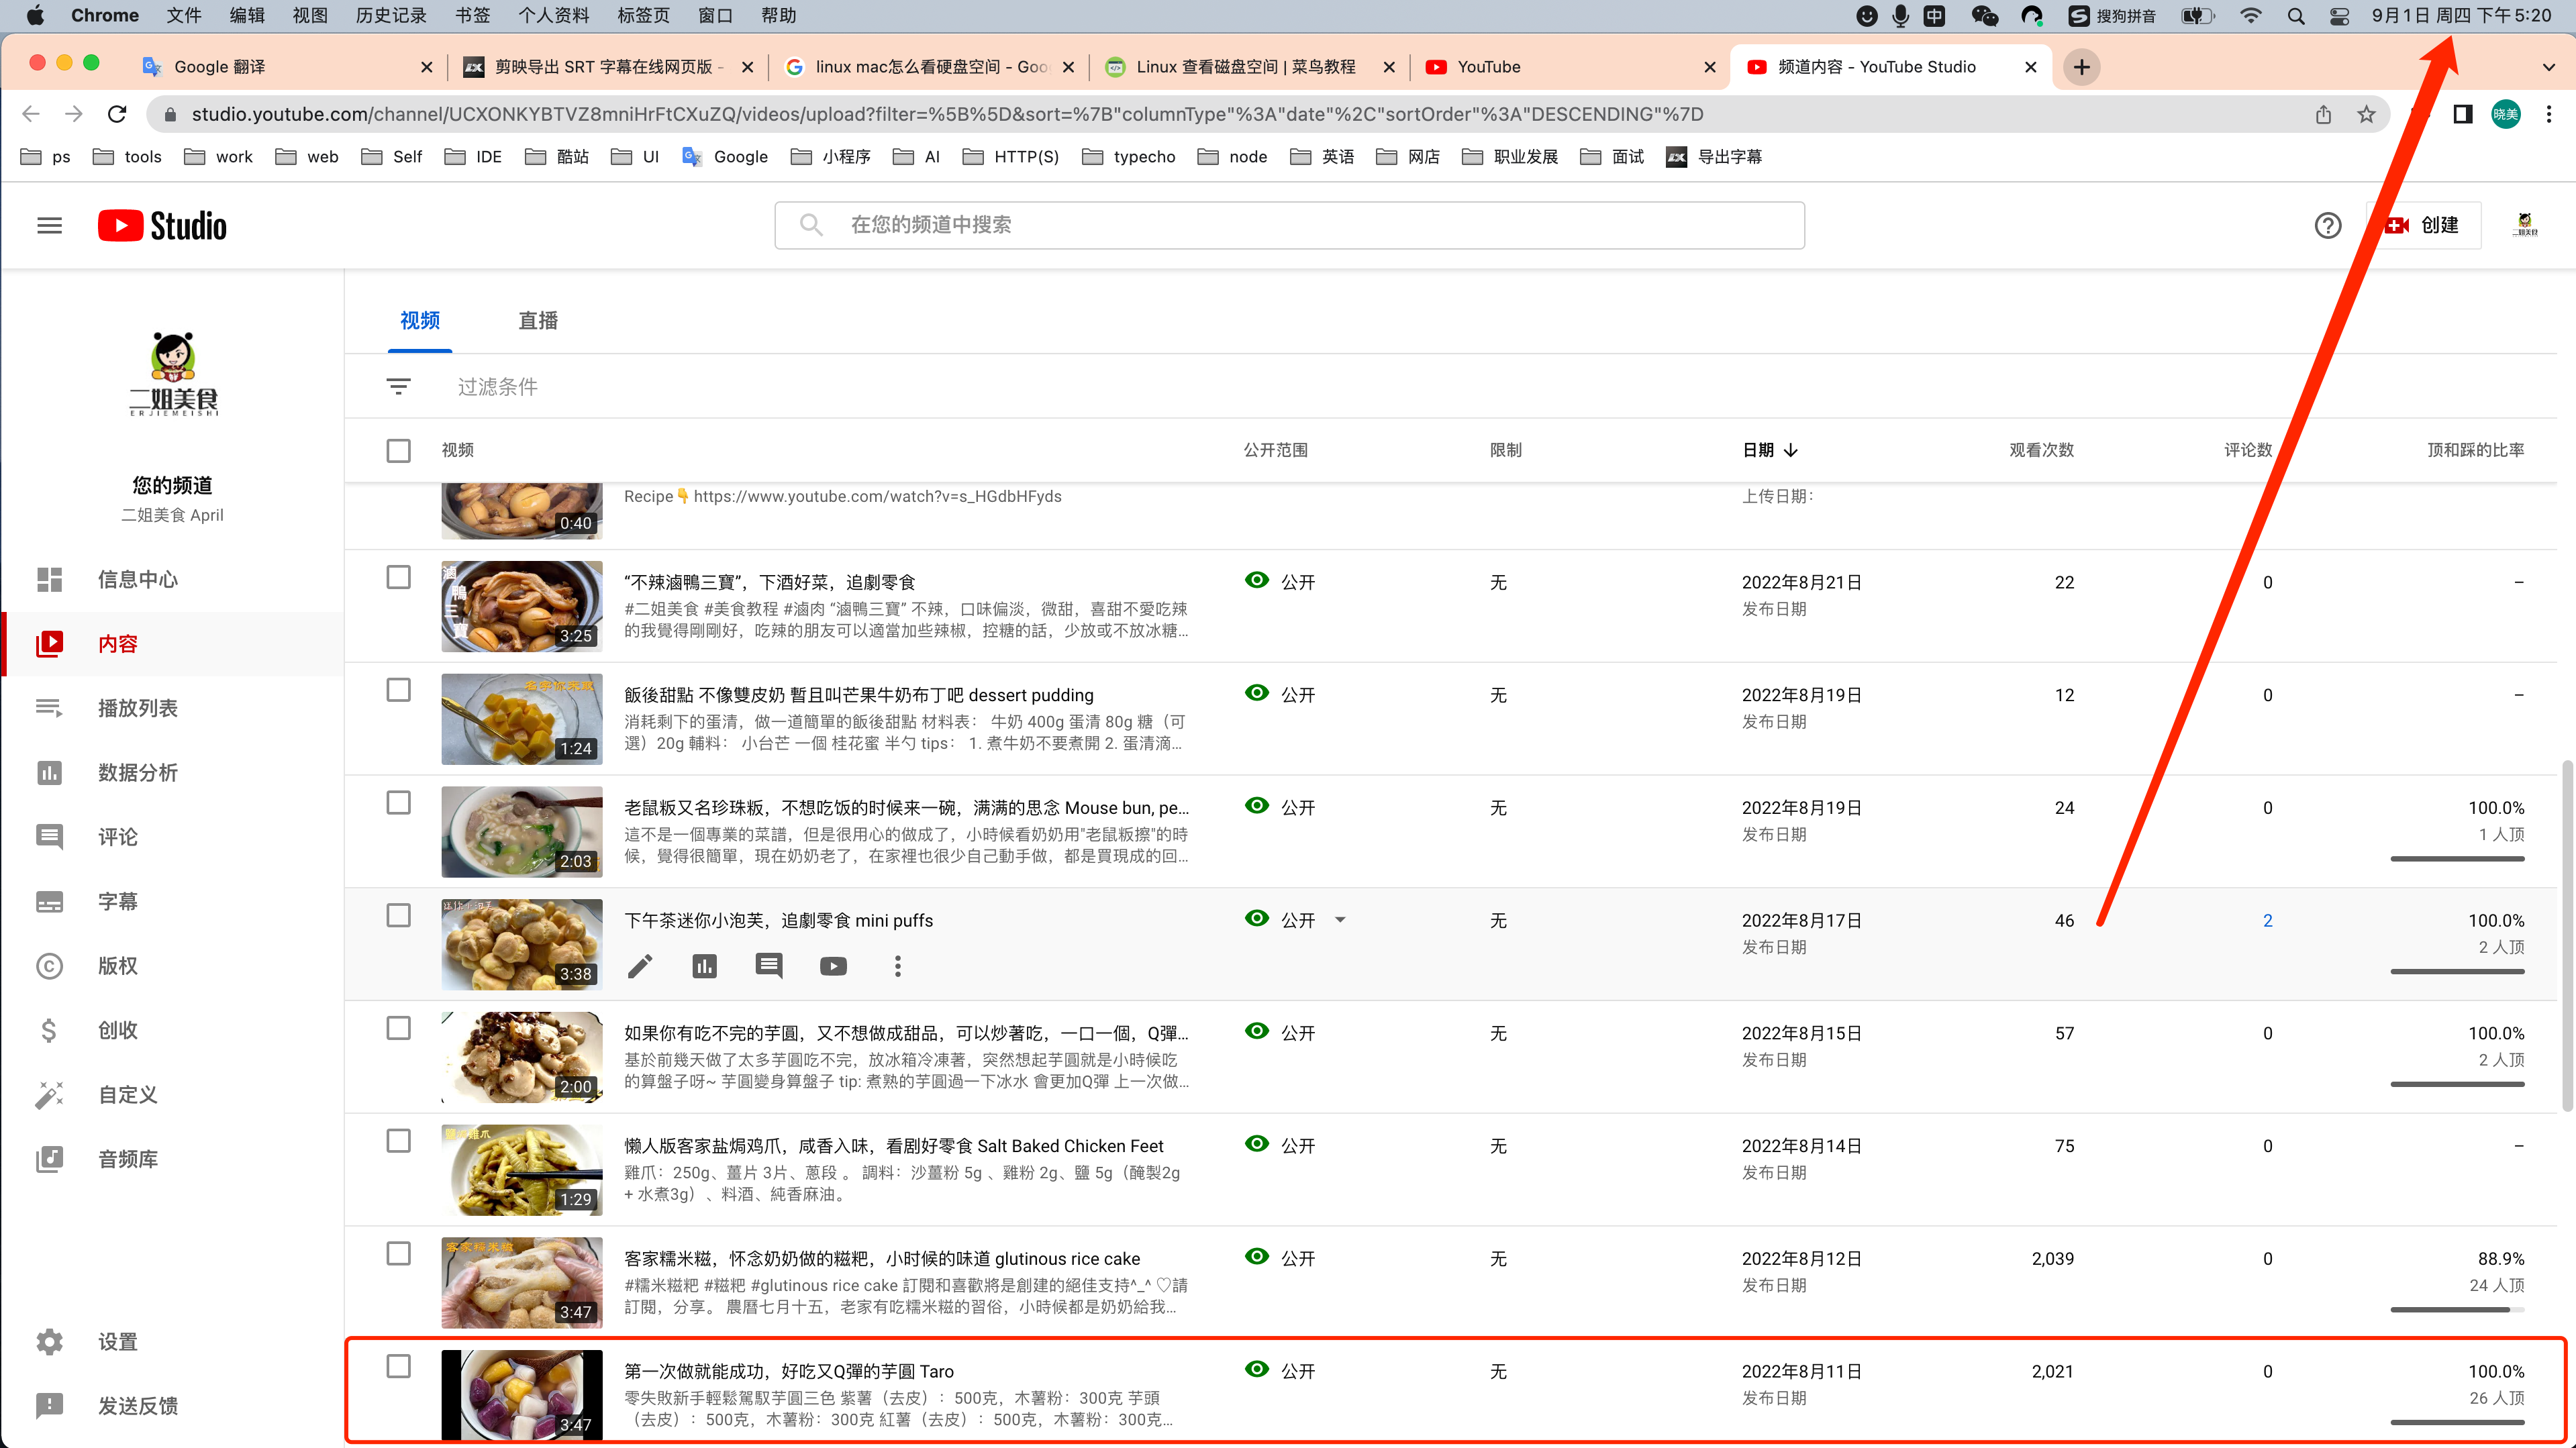 Chrome 文件 编辑 视图 历史记录 书签 个人资料 标签页 窗口 帮助 中 S 搜狗拼音 9月1日 周四 下午5:20
Google 翻译 剪映导出 SRT 字幕在线网页版 - linux mac怎么看硬盘空间 - Goo Linux 查看磁盘空间 | 菜鸟教程 YouTube 频道内容 - YouTube Studio
studio.youtube.com/channel/UCXONKYBTVZ8mniHrFtCXuZQ/videos/upload?filter=%5B%5D&sort=%7B"columnType"%3A"date"%2C"sortOrder"%3A"DESCENDING"%7D 晓美
ps tools work web Self IDE 酷站 UI Google 小程序 AI HTTP(S) typecho node 英语 网店 职业发展 面试 导出字幕
Studio 在您的频道中搜索 创建
二姐美食
ERJIEMEISHI
您的频道
二姐美食 April
信息中心
内容
播放列表
数据分析
评论
字幕
版权
创收
自定义
音频库
设置
发送反馈
视频 直播
过滤条件
视频 公开范围 限制 日期 观看次数 评论数 顶和踩的比率
0:40 Recipe👇https://www.youtube.com/watch?v=s_HGdbHFyds 上传日期：
“不辣滷鴨三寶”，下酒好菜，追劇零食 公开 无 2022年8月21日 22 0 –
#二姐美食 #美食教程 #滷肉 “滷鴨三寶” 不辣，口味偏淡，微甜，喜甜不愛吃辣 发布日期
的我覺得剛剛好，吃辣的朋友可以適當加些辣椒，控糖的話，少放或不放冰糖...
滷鴨三寶 3:25
飯後甜點 不像雙皮奶 暫且叫芒果牛奶布丁吧 dessert pudding 公开 无 2022年8月19日 12 0 –
消耗剩下的蛋清，做一道簡單的飯後甜點 材料表： 牛奶 400g 蛋清 80g 糖（可 发布日期
選）20g 輔料： 小台芒 一個 桂花蜜 半勺 tips： 1. 煮牛奶不要煮開 2. 蛋清滴...
1:24
老鼠粄又名珍珠粄，不想吃饭的时候来一碗，满满的思念 Mouse bun, pe... 公开 无 2022年8月19日 24 0 100.0%
這不是一個專業的菜譜，但是很用心的做成了，小時候看奶奶用"老鼠粄擦"的時 发布日期 1 人顶
候，覺得很簡單，現在奶奶老了，在家裡也很少自己動手做，都是買現成的回...
2:03
下午茶迷你小泡芙，追劇零食 mini puffs 公开 无 2022年8月17日 46 2 100.0%
发布日期 2 人顶
3:38
如果你有吃不完的芋圓，又不想做成甜品，可以炒著吃，一口一個，Q彈... 公开 无 2022年8月15日 57 0 100.0%
基於前幾天做了太多芋圓吃不完，放冰箱冷凍著，突然想起芋圓就是小時候吃 发布日期 2 人顶
的算盤子呀~ 芋圓變身算盤子 tip: 煮熟的芋圓過一下冰水 會更加Q彈 上一次做...
2:00
懒人版客家盐焗鸡爪，咸香入味，看剧好零食 Salt Baked Chicken Feet 公开 无 2022年8月14日 75 0 –
雞爪：250g、薑片 3片、蔥段 。 調料：沙薑粉 5g 、雞粉 2g、鹽 5g（醃製2g 发布日期
+ 水煮3g）、料酒、純香麻油。
1:29
客家糯米糍，怀念奶奶做的糍粑，小时候的味道 glutinous rice cake 公开 无 2022年8月12日 2,039 0 88.9%
#糯米糍粑 #糍粑 #glutinous rice cake 訂閱和喜歡將是創建的絕佳支持^_^ ♡請 发布日期 24 人顶
訂閱，分享。 農曆七月十五，老家有吃糯米糍的習俗，小時候都是奶奶給我...
客家糯米糍 3:47
第一次做就能成功，好吃又Q彈的芋圓 Taro 公开 无 2022年8月11日 2,021 0 100.0%
零失敗新手輕鬆駕馭芋圓三色 紫薯（去皮）：500克，木薯粉：300克 芋頭 发布日期 26 人顶
（去皮）：500克，木薯粉：300克 紅薯（去皮）：500克，木薯粉：300克...
3:47